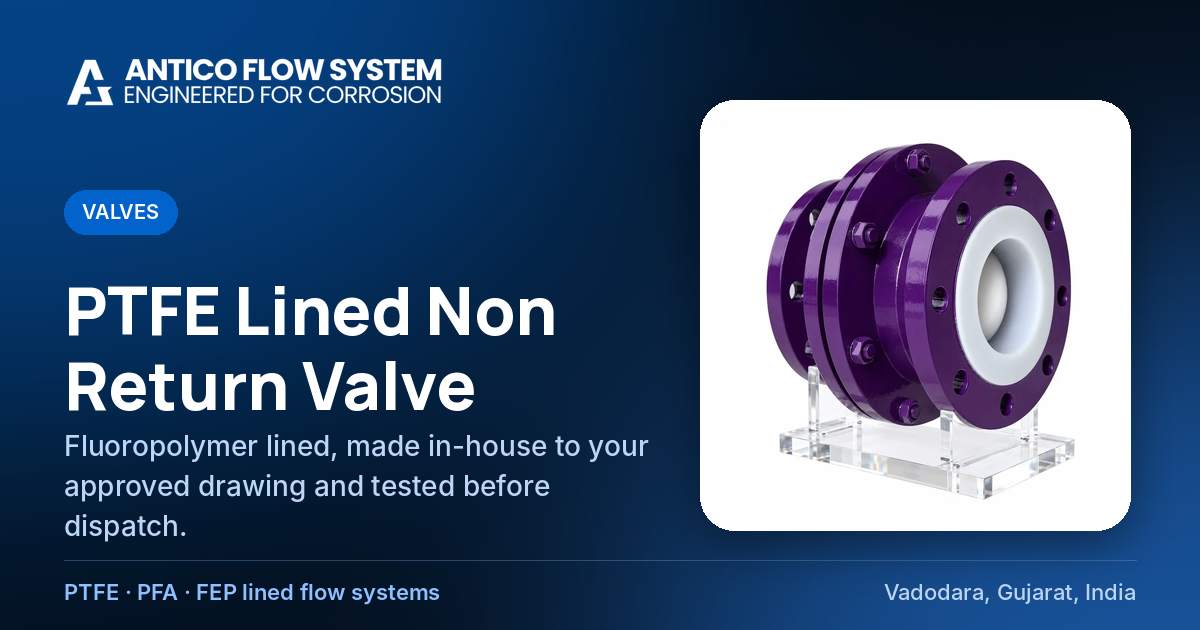 ANTICO FLOW SYSTEM
ENGINEERED FOR CORROSION
VALVES
PTFE Lined Non
Return Valve
Fluoropolymer lined, made in-house to your
approved drawing and tested before
dispatch.
PTFE · PFA · FEP lined flow systems
Vadodara, Gujarat, India